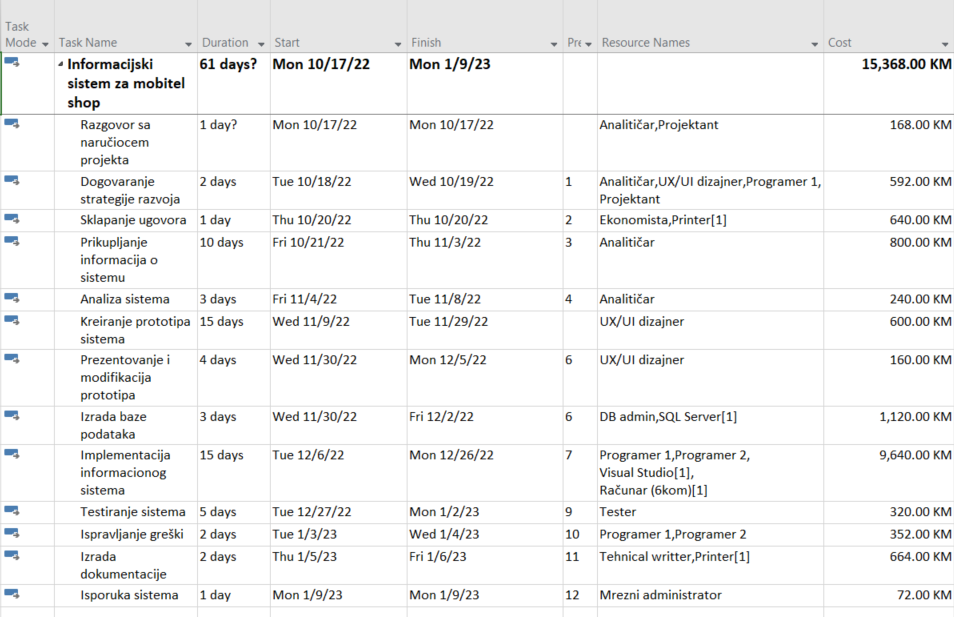 Task
Mode Task Name Duration Start Finish Pre Resource Names Cost
Informacijski 61 days? Mon 10/17/22 Mon 1/9/23 15,368.00 KM
sistem za mobitel
shop
Razgovor sa 1 day? Mon 10/17/22 Mon 10/17/22 Analitičar,Projektant 168.00 KM
naručiocem
projekta
Dogovaranje 2 days Tue 10/18/22 Wed 10/19/22 1 Analitičar,UX/UI dizajner,Programer 1, 592.00 KM
strategije razvoja Projektant
Sklapanje ugovora 1 day Thu 10/20/22 Thu 10/20/22 2 Ekonomista,Printer[1] 640.00 KM
Prikupljanje 10 days Fri 10/21/22 Thu 11/3/22 3 Analitičar 800.00 KM
informacija o
sistemu
Analiza sistema 3 days Fri 11/4/22 Tue 11/8/22 4 Analitičar 240.00 KM
Kreiranje prototipa 15 days Wed 11/9/22 Tue 11/29/22 UX/UI dizajner 600.00 KM
sistema
Prezentovanje i 4 days Wed 11/30/22 Mon 12/5/22 6 UX/UI dizajner 160.00 KM
modifikacija
prototipa
Izrada baze 3 days Wed 11/30/22 Fri 12/2/22 6 DB admin,SQL Server[1] 1,120.00 KM
podataka
Implementacija 15 days Tue 12/6/22 Mon 12/26/22 7 Programer 1,Programer 2, 9,640.00 KM
informacionog Visual Studio[1],
sistema Računar (6kom)[1]
Testiranje sistema 5 days Tue 12/27/22 Mon 1/2/23 9 Tester 320.00 KM
Ispravljanje greški 2 days Tue 1/3/23 Wed 1/4/23 10 Programer 1,Programer 2 352.00 KM
Izrada 2 days Thu 1/5/23 Fri 1/6/23 11 Tehnical writter,Printer[1] 664.00 KM
dokumentacije
Isporuka sistema 1 day Mon 1/9/23 Mon 1/9/23 12 Mrezni administrator 72.00 KM